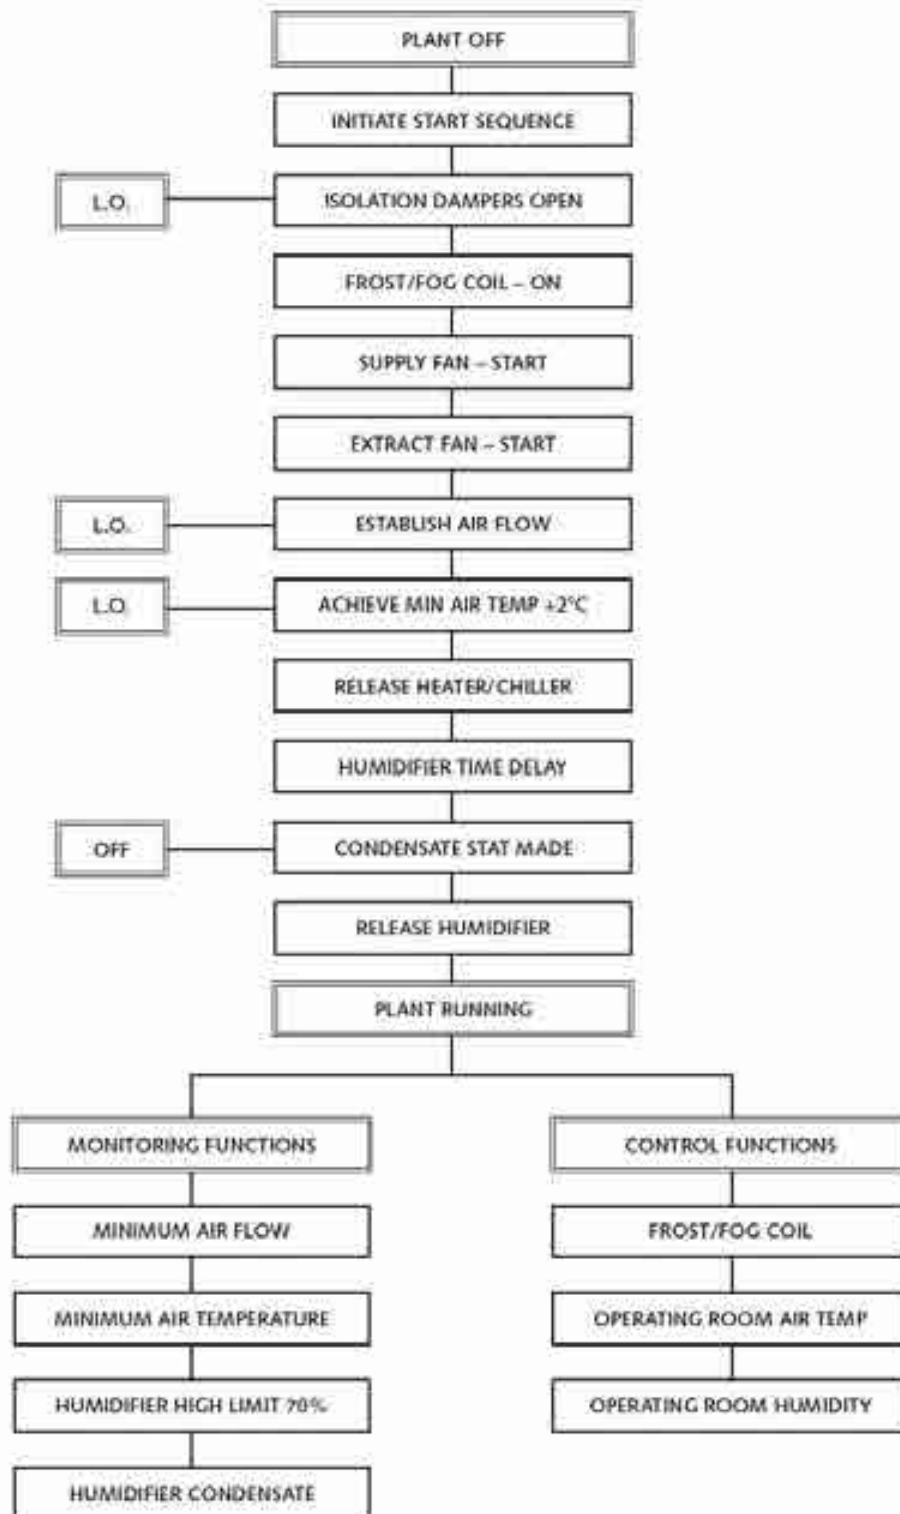 PLANT OFF
INITIATE START SEQUENCE
L.O.
ISOLATION DAMPERS OPEN
FROST/FOG COIL – ON
SUPPLY FAN – START
EXTRACT FAN – START
L.O.
ESTABLISH AIR FLOW
L.O.
ACHIEVE MIN AIR TEMP +2°C
RELEASE HEATER/CHILLER
HUMIDIFIER TIME DELAY
OFF
CONDENSATE STAT MADE
RELEASE HUMIDIFIER
PLANT RUNNING
MONITORING FUNCTIONS
MINIMUM AIR FLOW
MINIMUM AIR TEMPERATURE
HUMIDIFIER HIGH LIMIT 70%
HUMIDIFIER CONDENSATE
CONTROL FUNCTIONS
FROST/FOG COIL
OPERATING ROOM AIR TEMP
OPERATING ROOM HUMIDITY